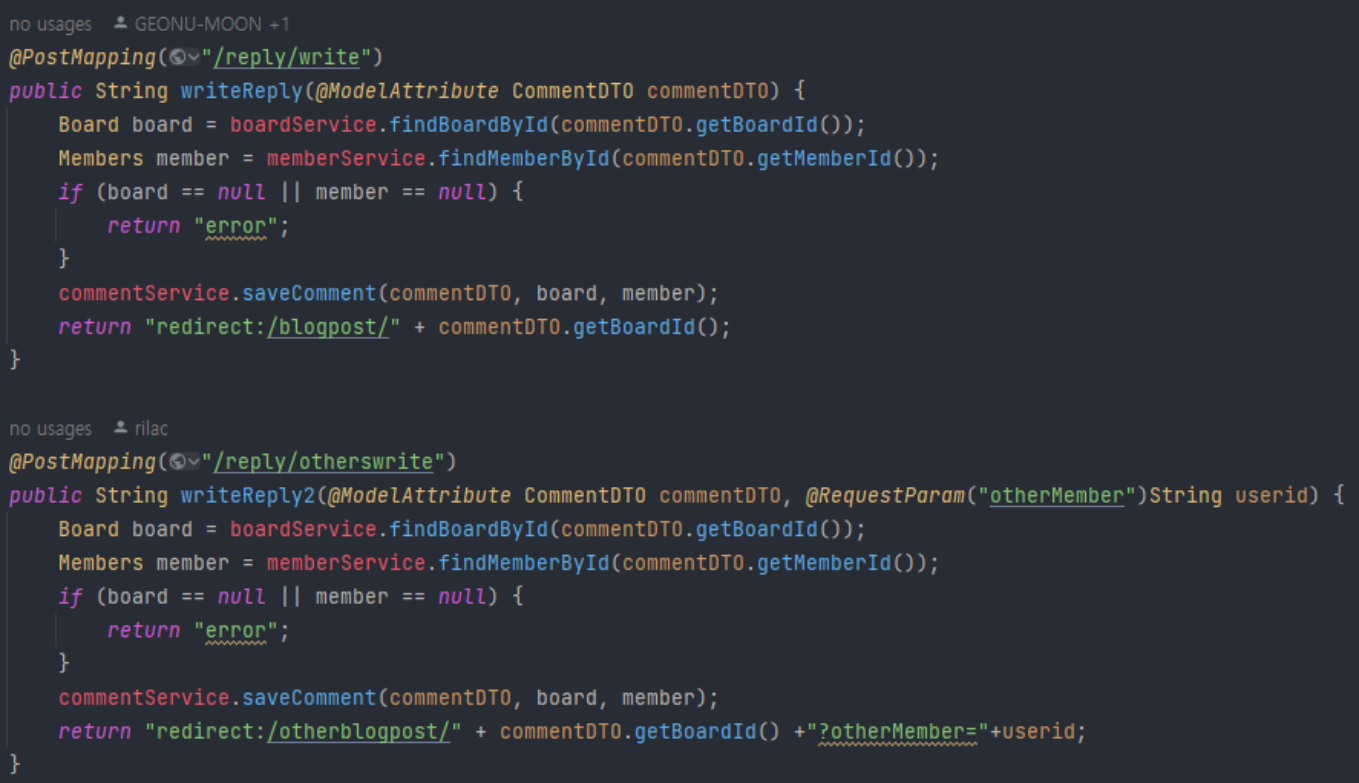 no usages GEONU-MOON +1
@PostMapping("/reply/write")
public String writeReply(@ModelAttribute CommentDTO commentDTO) {
Board board = boardService.findBoardById(commentDTO.getBoardId());
Members member = memberService.findMemberById(commentDTO.getMemberId());
if (board == null || member == null) {
return "error";
}
commentService.saveComment(commentDTO, board, member);
return "redirect:/blogpost/" + commentDTO.getBoardId();
}
no usages rilac
@PostMapping("/reply/otherswrite")
public String writeReply2(@ModelAttribute CommentDTO commentDTO, @RequestParam("otherMember")String userid) {
Board board = boardService.findBoardById(commentDTO.getBoardId());
Members member = memberService.findMemberById(commentDTO.getMemberId());
if (board == null || member == null) {
return "error";
}
commentService.saveComment(commentDTO, board, member);
return "redirect:/otherblogpost/" + commentDTO.getBoardId() +"?otherMember="+userid;
}